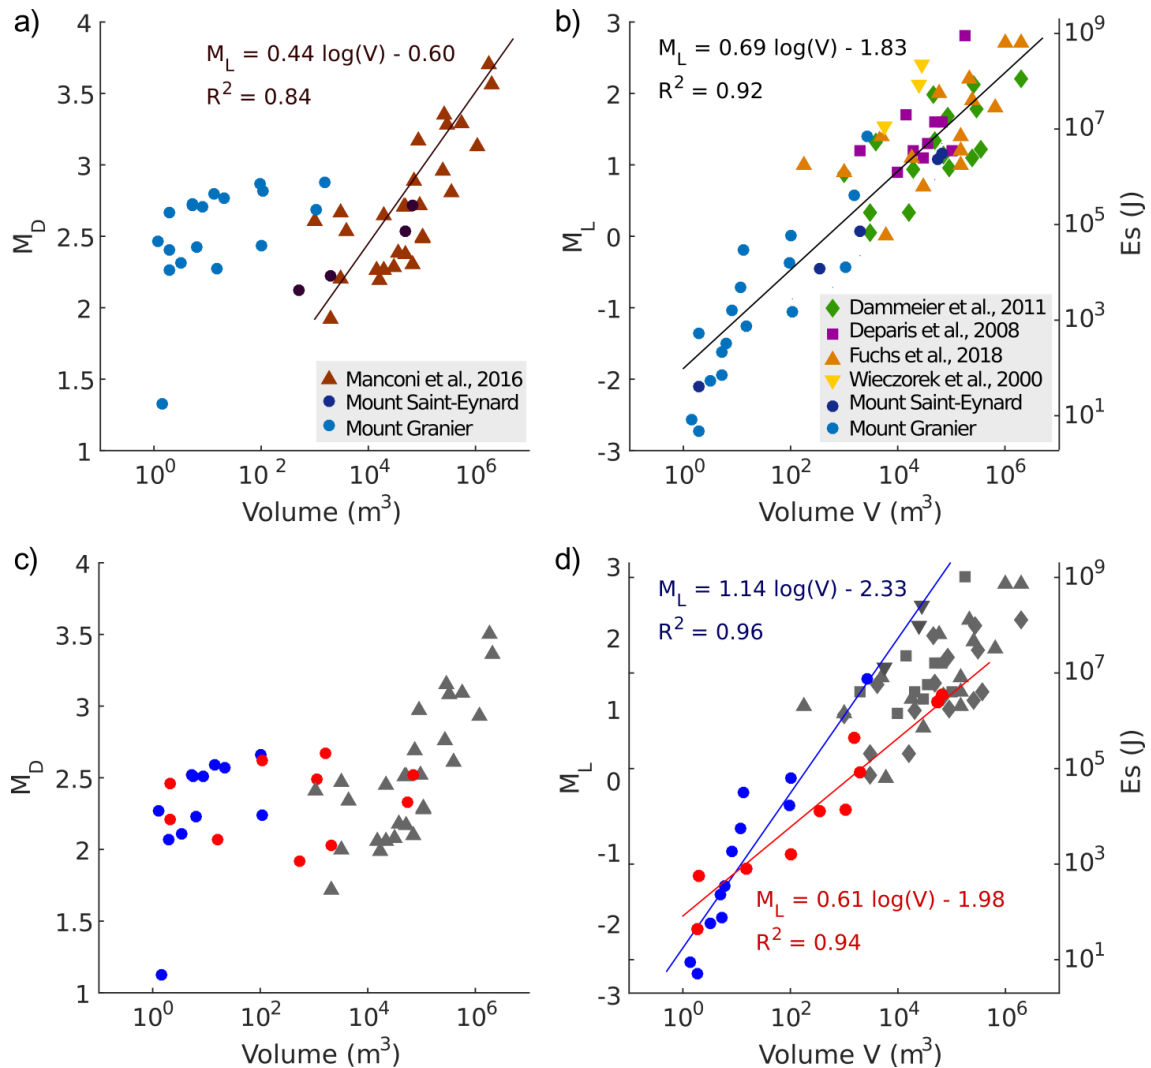 a)
M_L = 0.44 log(V) - 0.60
R^2 = 0.84
4
3.5
3
2.5
2
1.5
1
M_D
10^0
10^2
10^4
10^6
Volume (m^3)
Manconi et al., 2016
Mount Saint-Eynard
Mount Granier
b)
M_L = 0.69 log(V) - 1.83
R^2 = 0.92
3
2
1
0
-1
-2
-3
M_L
10^9
10^7
10^5
10^3
10^1
Es (J)
10^0
10^2
10^4
10^6
Volume V (m^3)
Dammeier et al., 2011
Deparis et al., 2008
Fuchs et al., 2018
Wieczorek et al., 2000
Mount Saint-Eynard
Mount Granier
c)
4
3.5
3
2.5
2
1.5
1
M_D
10^0
10^2
10^4
10^6
Volume (m^3)
d)
M_L = 1.14 log(V) - 2.33
R^2 = 0.96
M_L = 0.61 log(V) - 1.98
R^2 = 0.94
3
2
1
0
-1
-2
-3
M_L
10^9
10^7
10^5
10^3
10^1
Es (J)
10^0
10^2
10^4
10^6
Volume V (m^3)